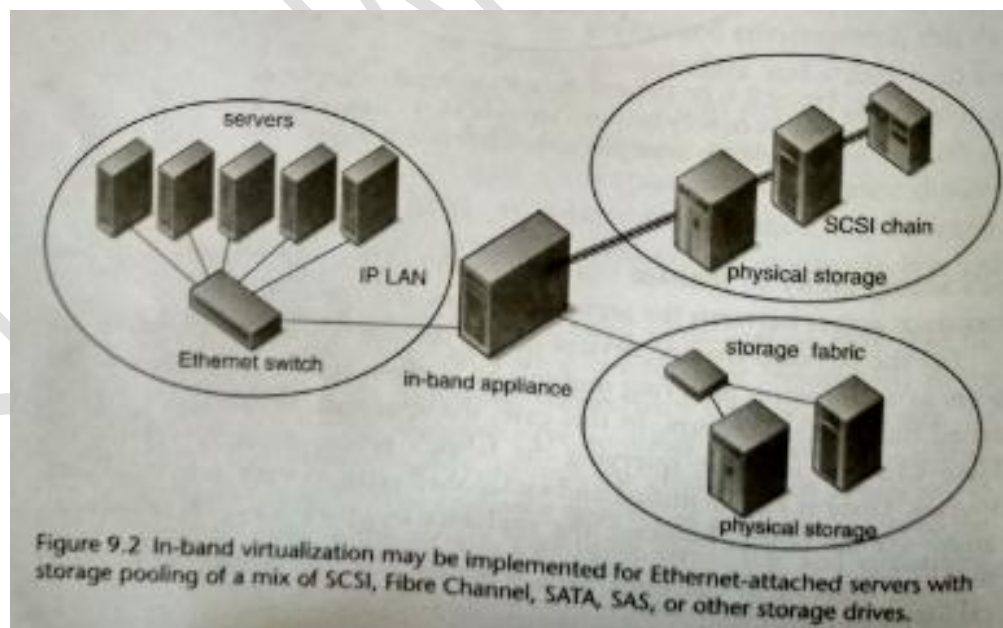 servers
IP LAN
Ethernet switch
in-band appliance
SCSI chain
physical storage
storage fabric
physical storage
Figure 9.2 In-band virtualization may be implemented for Ethernet-attached servers with
storage pooling of a mix of SCSI, Fibre Channel, SATA, SAS, or other storage drives.